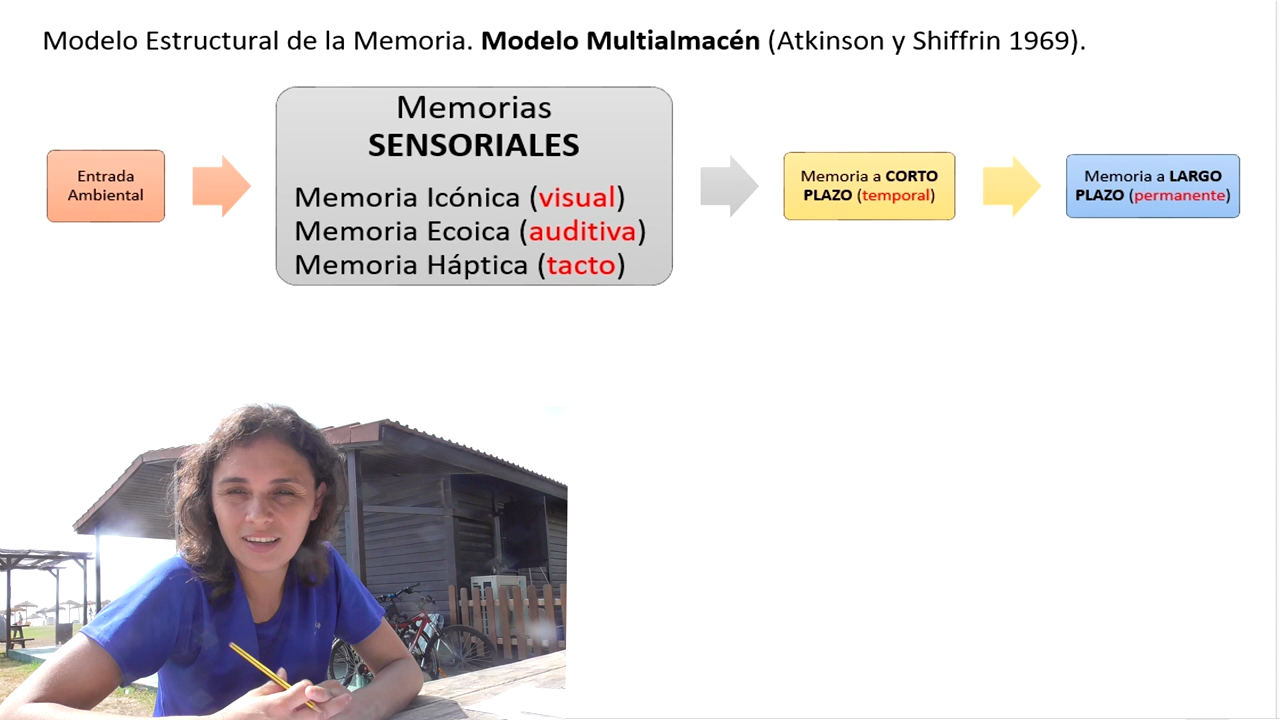 Modelo Estructural de la Memoria. Modelo Multialmacén (Atkinson y Shiffrin 1969).
Entrada
Ambiental
Memorias
SENSORIALES
Memoria Icónica (visual)
Memoria Ecoica (auditiva)
Memoria Háptica (tacto)
Memoria a CORTO
PLAZO (temporal)
Memoria a LARGO
PLAZO (permanente)